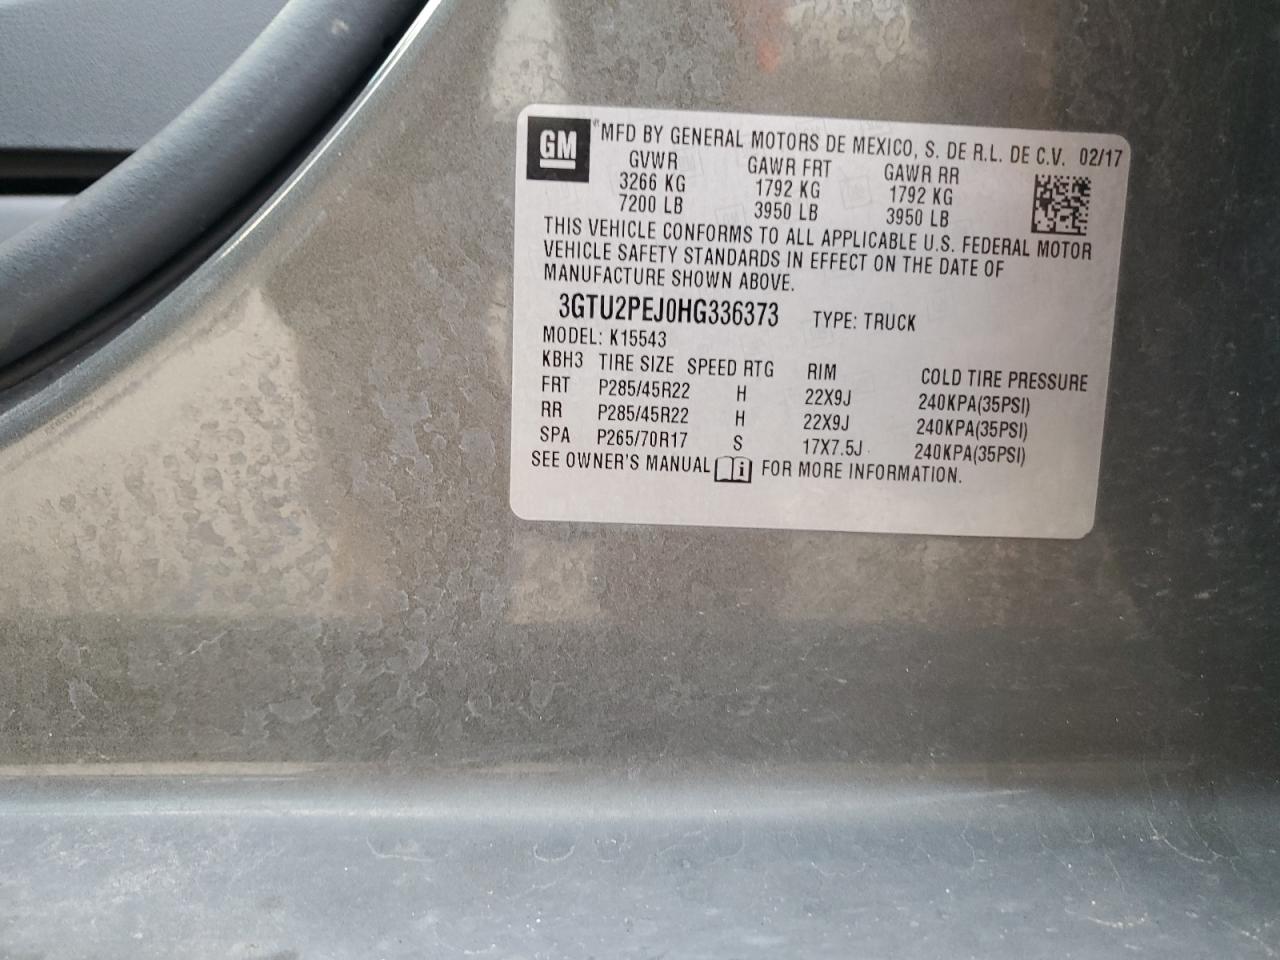 GM ® MFD BY GENERAL MOTORS DE MEXICO, S. DE R.L. DE C.V. 02/17
GVWR GAWR FRT GAWR RR
3266 KG 1792 KG 1792 KG
7200 LB 3950 LB 3950 LB
THIS VEHICLE CONFORMS TO ALL APPLICABLE U.S. FEDERAL MOTOR
VEHICLE SAFETY STANDARDS IN EFFECT ON THE DATE OF
MANUFACTURE SHOWN ABOVE.
3GTU2PEJ0HG336373 TYPE: TRUCK
MODEL: K15543
KBH3 TIRE SIZE SPEED RTG RIM COLD TIRE PRESSURE
FRT P285/45R22 H 22X9J 240KPA(35PSI)
RR P285/45R22 H 22X9J 240KPA(35PSI)
SPA P265/70R17 S 17X7.5J 240KPA(35PSI)
SEE OWNER'S MANUAL i FOR MORE INFORMATION.